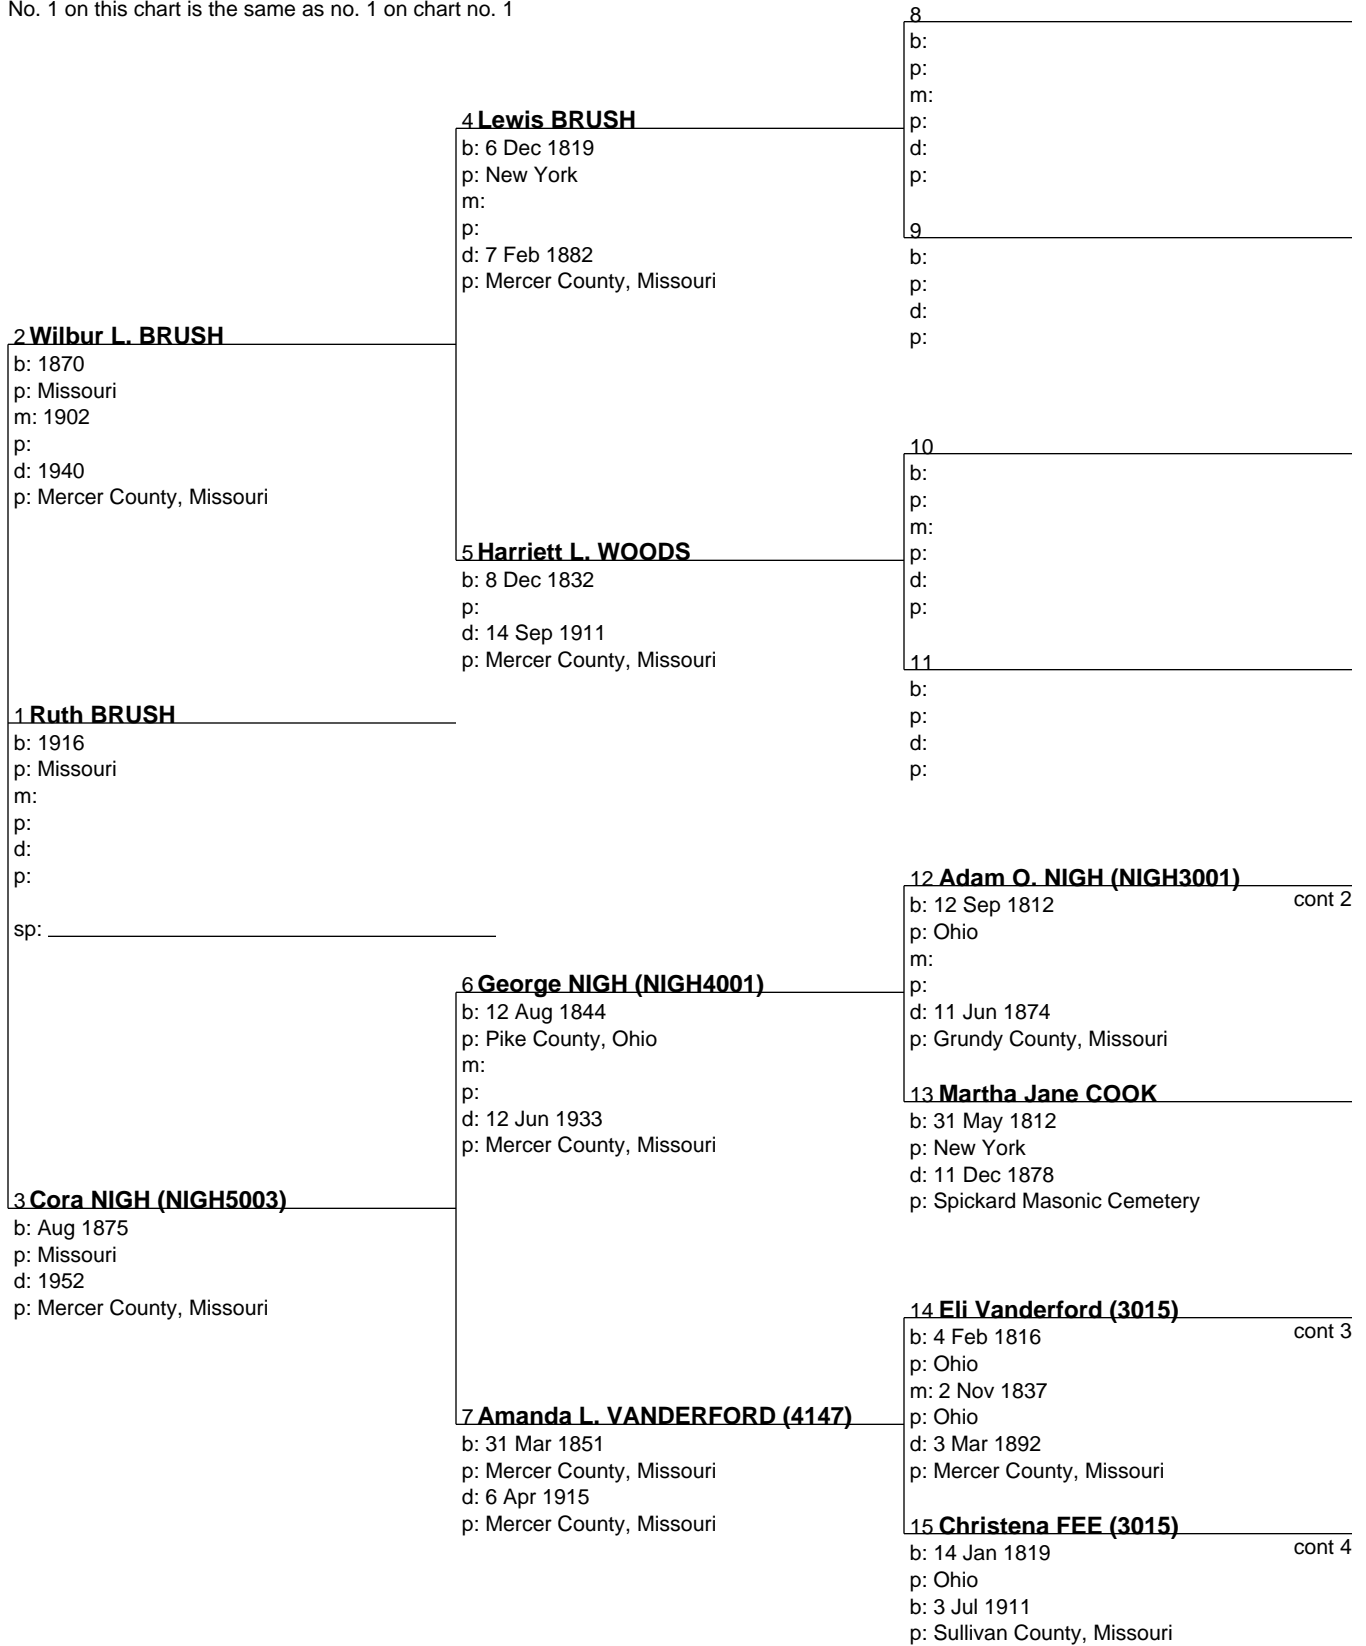 No. 1 on this chart is the same as no. 1 on chart no. 1
8
b:
p:
m:
p:
d:
p:
4 Lewis BRUSH
b: 6 Dec 1819
p: New York
m:
p:
d: 7 Feb 1882
p: Mercer County, Missouri
9
b:
p:
d:
p:
2 Wilbur L. BRUSH
b: 1870
p: Missouri
m: 1902
p:
d: 1940
p: Mercer County, Missouri
10
b:
p:
m:
p:
d:
p:
5 Harriett L. WOODS
b: 8 Dec 1832
p:
d: 14 Sep 1911
p: Mercer County, Missouri
11
b:
p:
d:
p:
1 Ruth BRUSH
b: 1916
p: Missouri
m:
p:
d:
p:
sp:
12 Adam O. NIGH (NIGH3001)
cont 2
b: 12 Sep 1812
p: Ohio
m:
p:
d: 11 Jun 1874
p: Grundy County, Missouri
6 George NIGH (NIGH4001)
b: 12 Aug 1844
p: Pike County, Ohio
m:
p:
d: 12 Jun 1933
p: Mercer County, Missouri
13 Martha Jane COOK
b: 31 May 1812
p: New York
d: 11 Dec 1878
p: Spickard Masonic Cemetery
3 Cora NIGH (NIGH5003)
b: Aug 1875
p: Missouri
d: 1952
p: Mercer County, Missouri
14 Eli Vanderford (3015)
cont 3
b: 4 Feb 1816
p: Ohio
m: 2 Nov 1837
p: Ohio
d: 3 Mar 1892
p: Mercer County, Missouri
7 Amanda L. VANDERFORD (4147)
b: 31 Mar 1851
p: Mercer County, Missouri
d: 6 Apr 1915
p: Mercer County, Missouri
15 Christena FEE (3015)
cont 4
b: 14 Jan 1819
p: Ohio
b: 3 Jul 1911
p: Sullivan County, Missouri